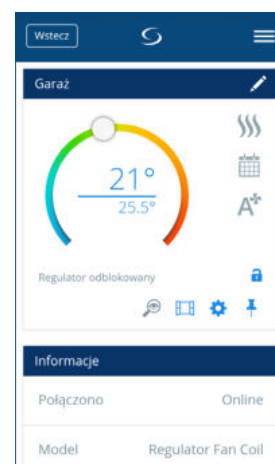 Wstecz
Garaż
21°
25.5°
A
Regulator odblokowany
Informacje
Połączono Online
Model Regulator Fan Coil